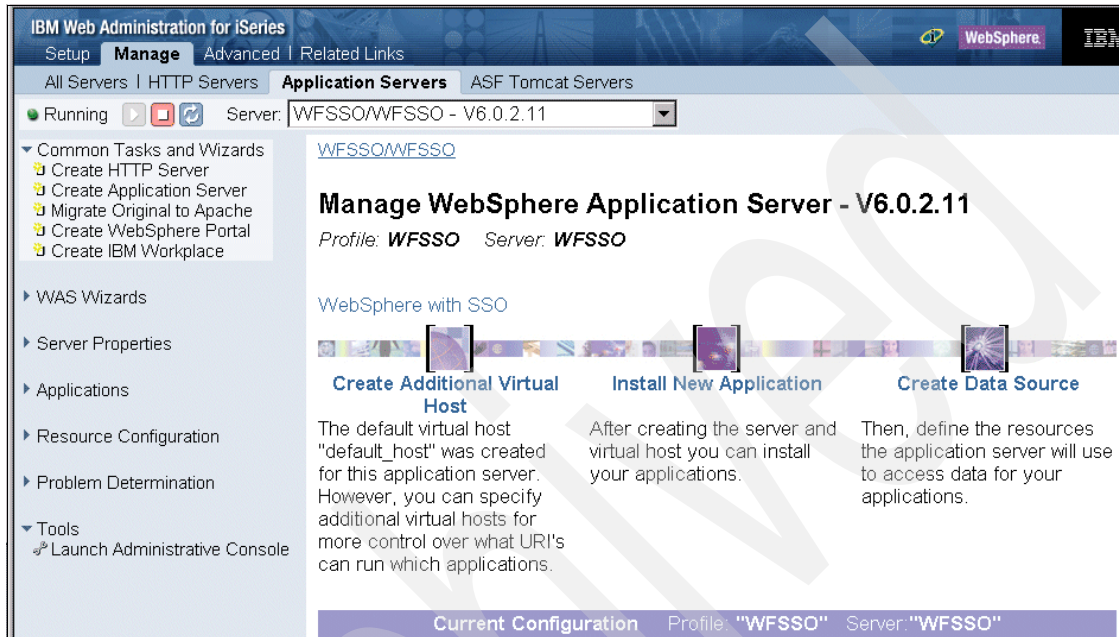 IBM Web Administration for iSeries
Setup Manage Advanced | Related Links
WebSphere. IBM
All Servers | HTTP Servers Application Servers ASF Tomcat Servers
Running Server: WFSSO/WFSSO - V6.0.2.11
Common Tasks and Wizards
Create HTTP Server
Create Application Server
Migrate Original to Apache
Create WebSphere Portal
Create IBM Workplace
WAS Wizards
Server Properties
Applications
Resource Configuration
Problem Determination
Tools
Launch Administrative Console
WFSSO/WFSSO
Manage WebSphere Application Server - V6.0.2.11
Profile: WFSSO Server: WFSSO
WebSphere with SSO
Create Additional Virtual
Host
The default virtual host
"default_host" was created
for this application server.
However, you can specify
additional virtual hosts for
more control over what URI's
can run which applications.
Install New Application
After creating the server and
virtual host you can install
your applications.
Create Data Source
Then, define the resources
the application server will use
to access data for your
applications.
Current Configuration Profile: "WFSSO" Server:"WFSSO"